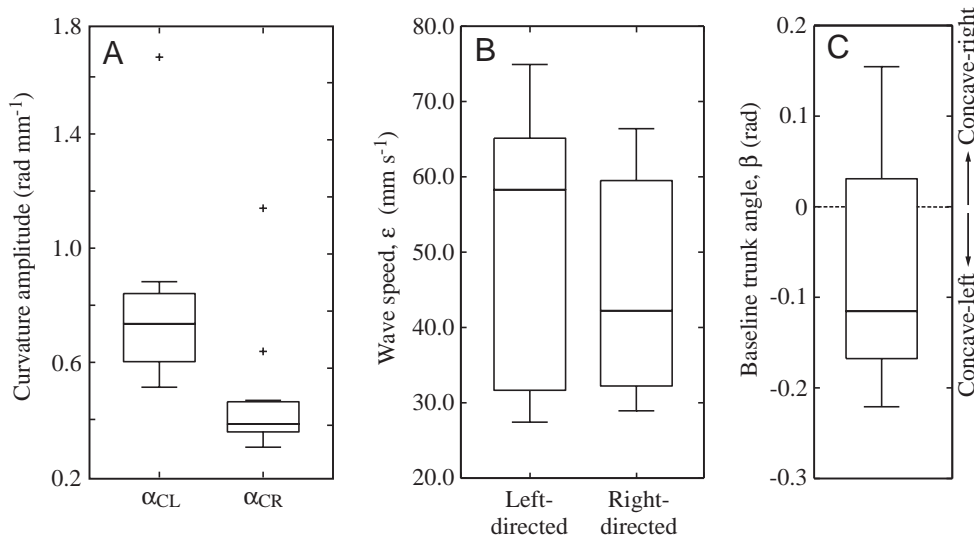 A
Curvature amplitude (rad mm⁻¹)
1.8
1.4
1.0
0.6
0.2
αCL
αCR
B
Wave speed, ε (mm s⁻¹)
80.0
70.0
60.0
50.0
40.0
30.0
20.0
Left-
directed
Right-
directed
C
Baseline trunk angle, β (rad)
0.2
0.1
0
-0.1
-0.2
-0.3
Concave-right
Concave-left